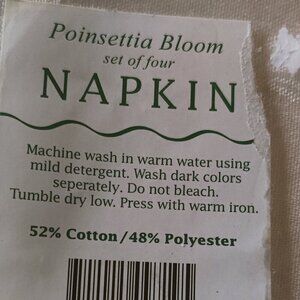 Poinsettia Bloom
set of four
NAPKIN
Machine wash in warm water using
mild detergent. Wash dark colors
seperately. Do not bleach.
Tumble dry low. Press with warm iron.
52% Cotton/48% Polyester